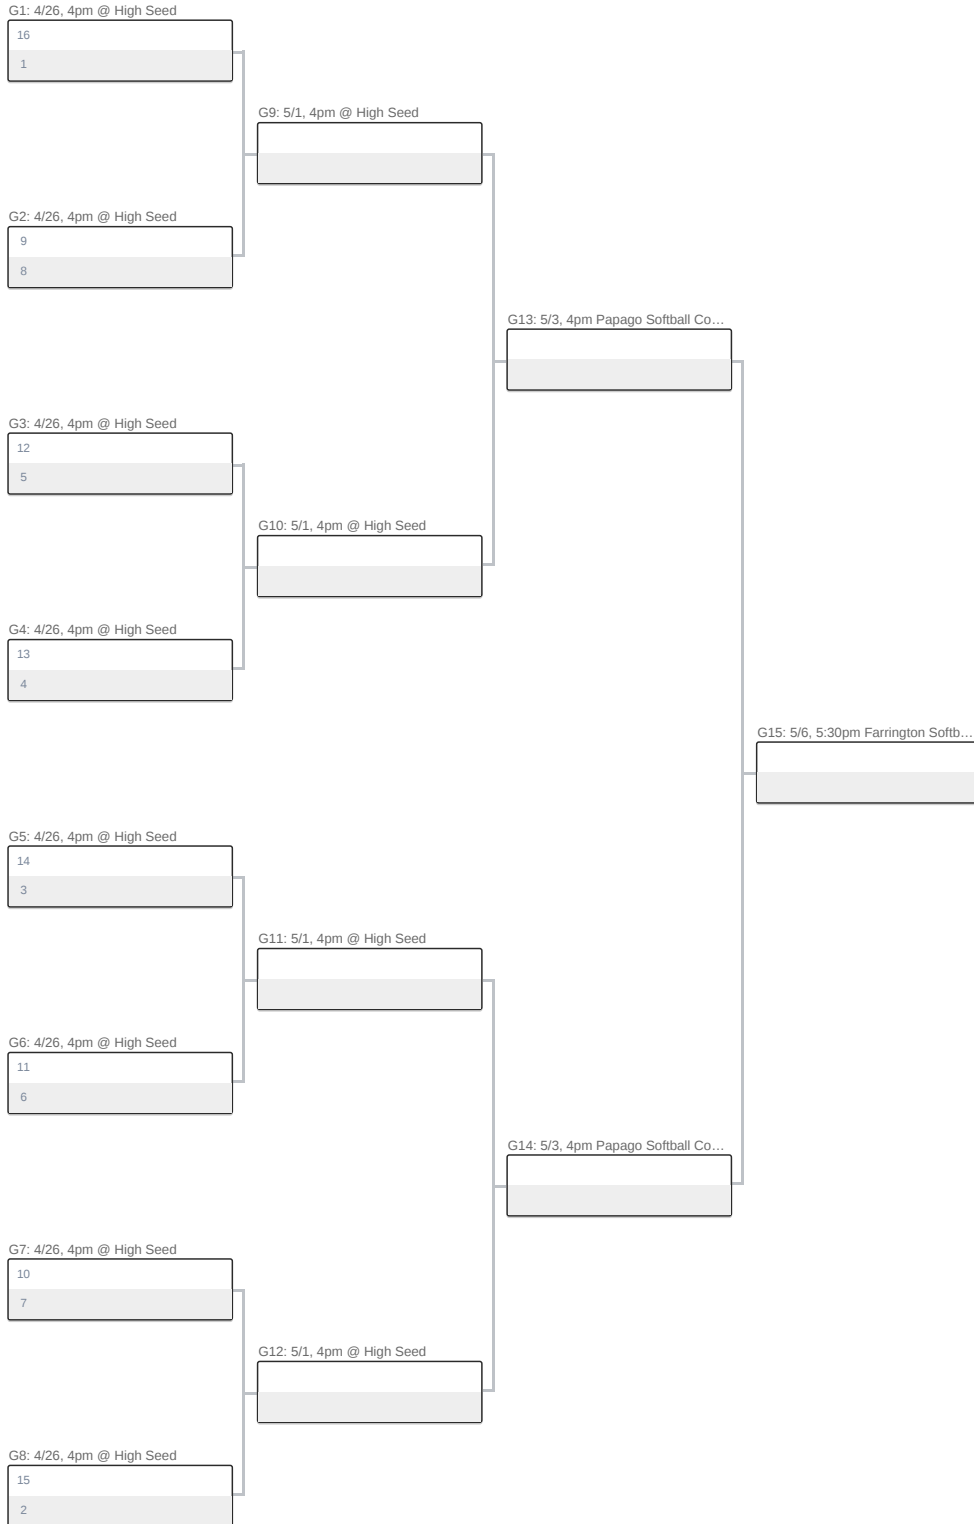 G1: 4/26, 4pm @ High Seed
16
1
G9: 5/1, 4pm @ High Seed
G2: 4/26, 4pm @ High Seed
9
8
G13: 5/3, 4pm Papago Softball Co…
G3: 4/26, 4pm @ High Seed
12
5
G10: 5/1, 4pm @ High Seed
G4: 4/26, 4pm @ High Seed
13
4
G15: 5/6, 5:30pm Farrington Softb…
G5: 4/26, 4pm @ High Seed
14
3
G11: 5/1, 4pm @ High Seed
G6: 4/26, 4pm @ High Seed
11
6
G14: 5/3, 4pm Papago Softball Co…
G7: 4/26, 4pm @ High Seed
10
7
G12: 5/1, 4pm @ High Seed
G8: 4/26, 4pm @ High Seed
15
2